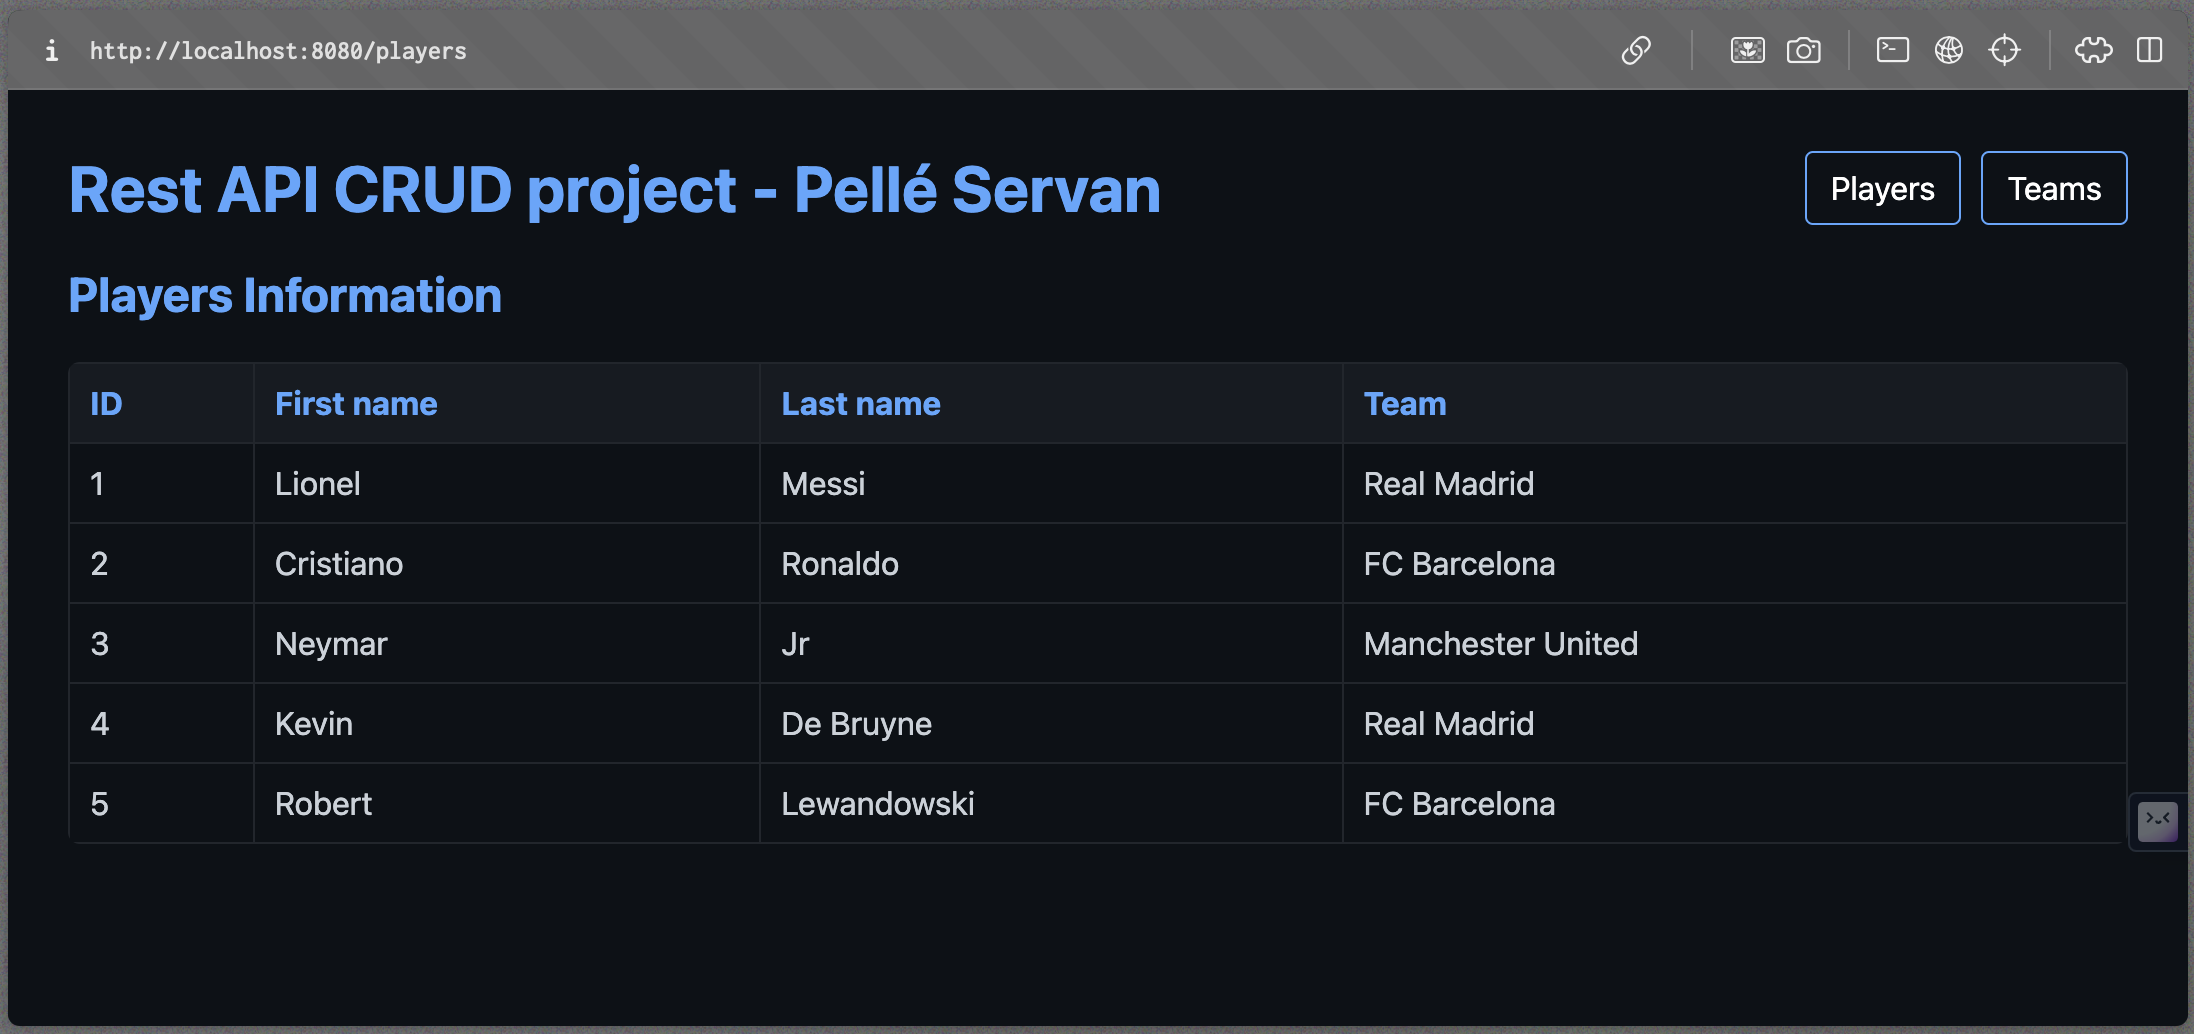 http://localhost:8080/players
Rest API CRUD project - Pellé Servan
Players
Teams
Players Information
ID First name Last name Team
1 Lionel Messi Real Madrid
2 Cristiano Ronaldo FC Barcelona
3 Neymar Jr Manchester United
4 Kevin De Bruyne Real Madrid
5 Robert Lewandowski FC Barcelona